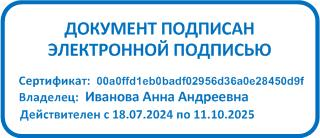 ДОКУМЕНТ ПОДПИСАН
ЭЛЕКТРОННОЙ ПОДПИСЬЮ
Сертификат: 00a0ffd1eb0badf02956d36a0e28450d9f
Владелец: Иванова Анна Андреевна
Действителен с 18.07.2024 по 11.10.2025